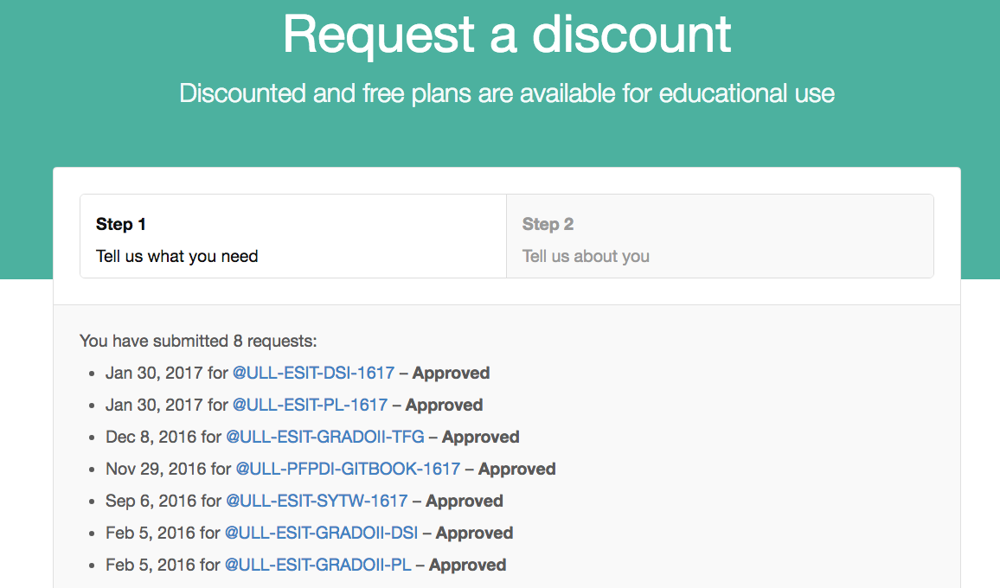 Request a discount
Discounted and free plans are available for educational use
Step 1
Tell us what you need
Step 2
Tell us about you
You have submitted 8 requests:
• Jan 30, 2017 for @ULL-ESIT-DSI-1617 – Approved
• Jan 30, 2017 for @ULL-ESIT-PL-1617 – Approved
• Dec 8, 2016 for @ULL-ESIT-GRADOII-TFG – Approved
• Nov 29, 2016 for @ULL-PFPDI-GITBOOK-1617 – Approved
• Sep 6, 2016 for @ULL-ESIT-SYTW-1617 – Approved
• Feb 5, 2016 for @ULL-ESIT-GRADOII-DSI – Approved
• Feb 5, 2016 for @ULL-ESIT-GRADOII-PL – Approved